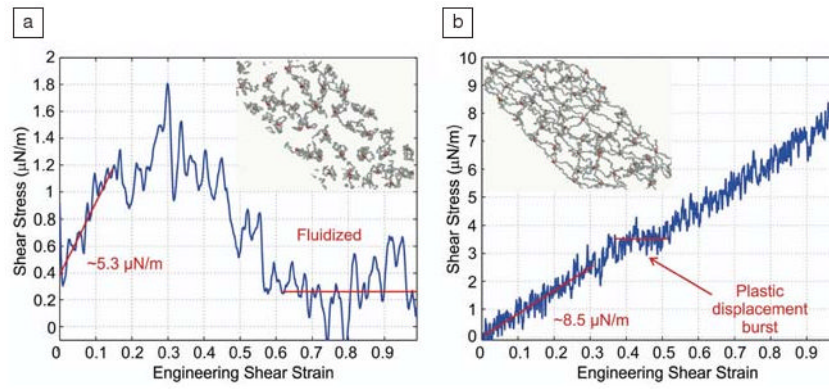 a
2
1.8
1.6
1.4
1.2
1
0.8
0.6
0.4
0.2
0
Shear Stress (µN/m)
~5.3 µN/m
Fluidized
0 0.1 0.2 0.3 0.4 0.5 0.6 0.7 0.8 0.9
Engineering Shear Strain
b
10
9
8
7
6
5
4
3
2
1
0
Shear Stress (µN/m)
~8.5 µN/m
Plastic
displacement
burst
0 0.1 0.2 0.3 0.4 0.5 0.6 0.7 0.8 0.9
Engineering Shear Strain